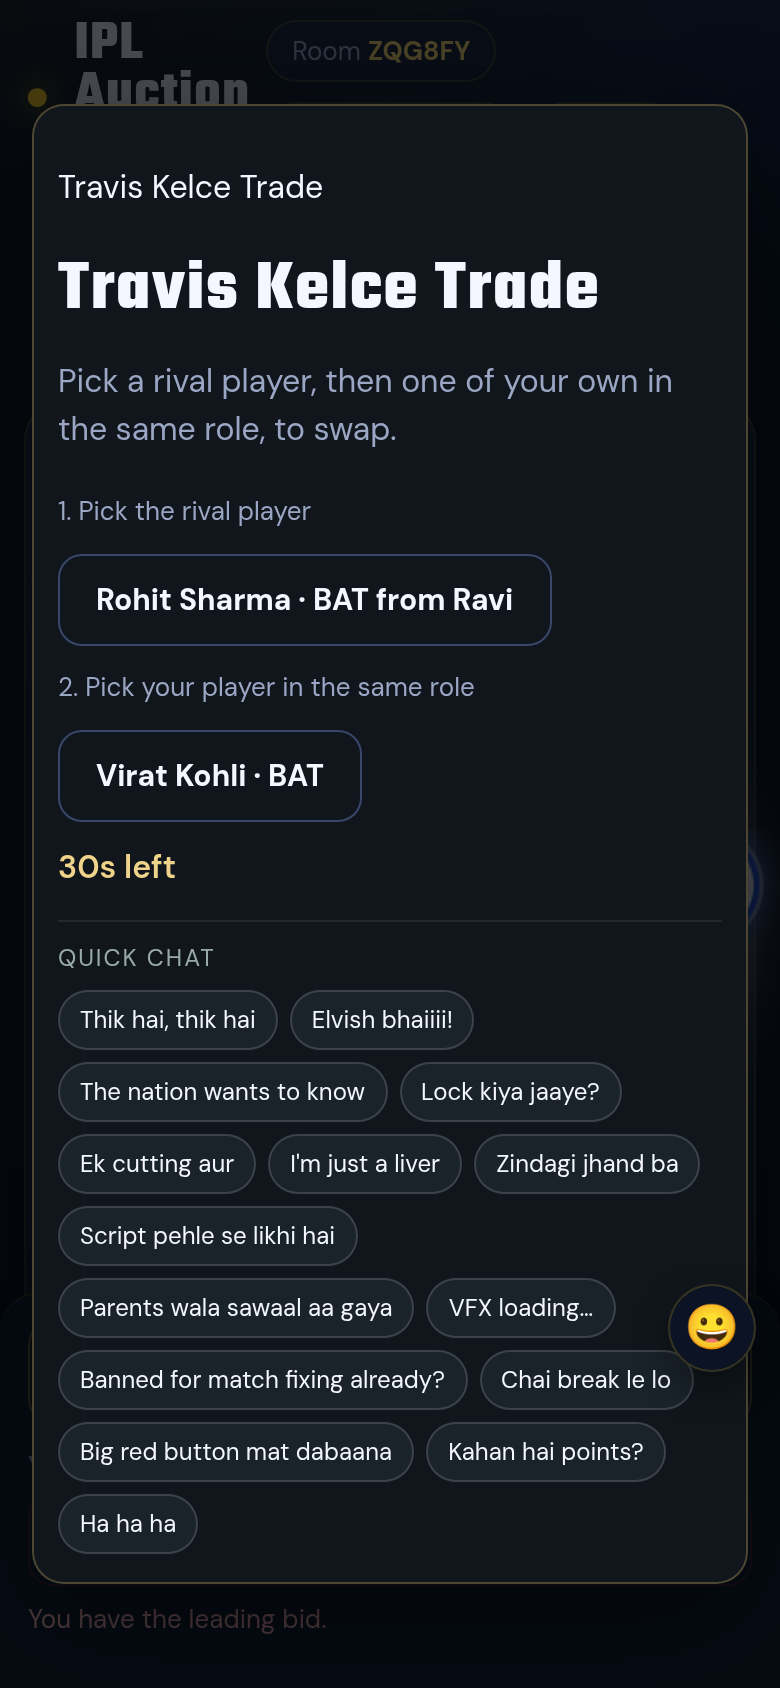 IPL
Auction
Room ZQG8FY
Travis Kelce Trade
Travis Kelce Trade
Pick a rival player, then one of your own in
the same role, to swap.
1. Pick the rival player
Rohit Sharma · BAT from Ravi
2. Pick your player in the same role
Virat Kohli · BAT
30s left
QUICK CHAT
Thik hai, thik hai
Elvish bhaiiii!
The nation wants to know
Lock kiya jaaye?
Ek cutting aur
I'm just a liver
Zindagi jhand ba
Script pehle se likhi hai
Parents wala sawaal aa gaya
VFX loading...
Banned for match fixing already?
Chai break le lo
Big red button mat dabaana
Kahan hai points?
Ha ha ha
You have the leading bid.